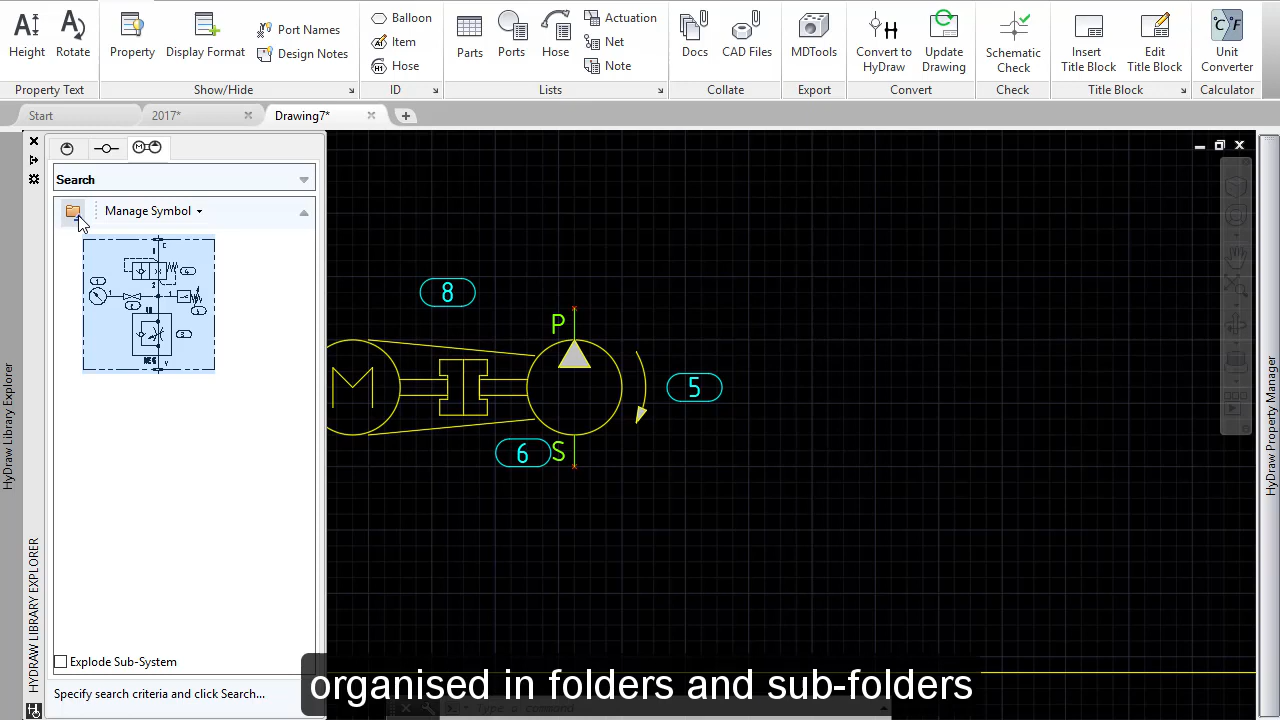 Height
Rotate
Property
Display Format
Port Names
Design Notes
Balloon
Item
Hose
Parts
Ports
Hose
Actuation
Net
Note
Docs
CAD Files
MDTools
Convert to
HyDraw
Update
Drawing
Schematic
Check
Insert
Title Block
Edit
Title Block
Unit
Converter
Property Text
Show/Hide
ID
Lists
Collate
Export
Convert
Check
Title Block
Calculator
Start
2017*
Drawing7*
Search
Manage Symbol
8
P
M
5
6
S
Explode Sub-System
Specify search criteria and click Search...
HyDraw Library Explorer
HYDRAW LIBRARY EXPLORER
HyDraw Property Manager
Type a command
organised in folders and sub-folders